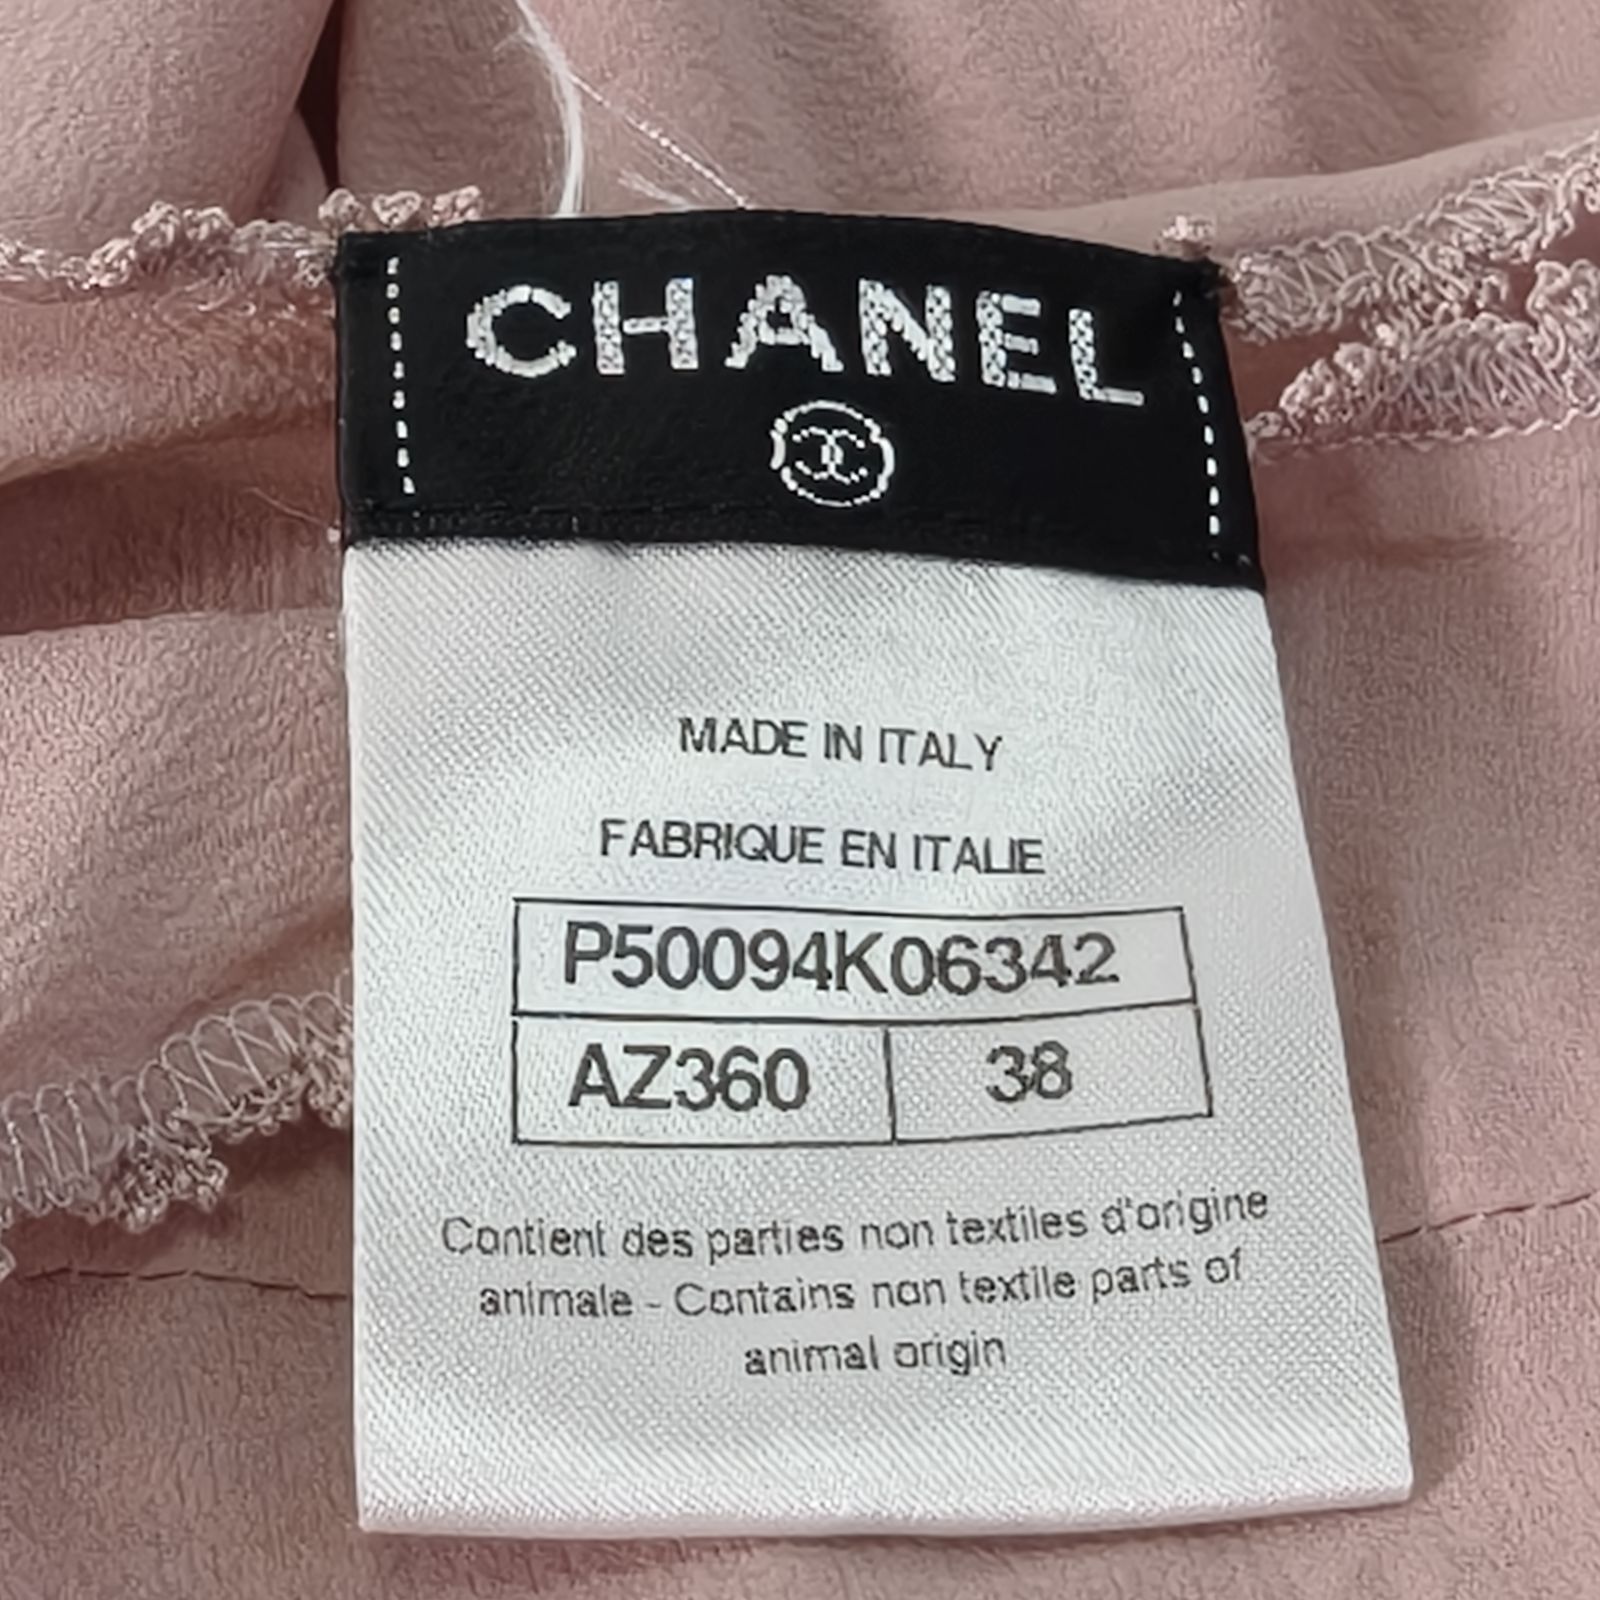 CHANEL
MADE IN ITALY
FABRIQUE EN ITALIE
P50094K06342
AZ360 38
Contient des parties non textiles d'origine
animale - Contains non textile parts of
animal origin